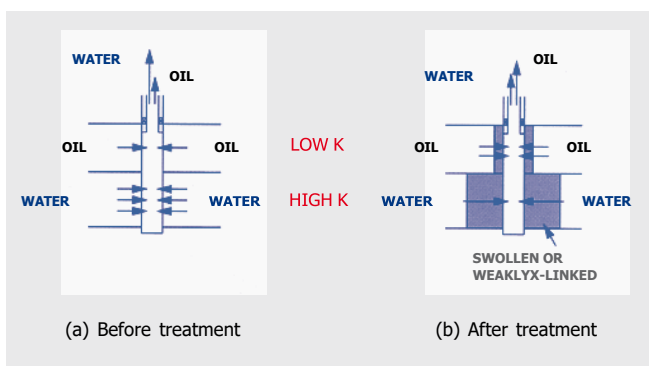 WATER
OIL
OIL
OIL
WATER
WATER
LOW K
HIGH K
OIL
WATER
OIL
OIL
WATER
WATER
SWOLLEN OR
WEAKLYX-LINKED
(a) Before treatment
(b) After treatment